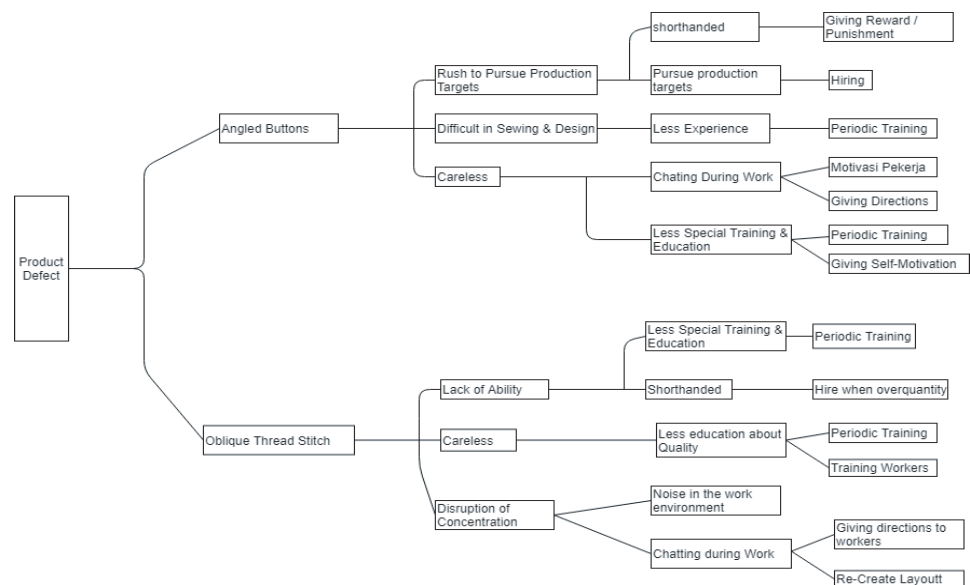 shorthanded
Giving Reward /
Punishment
Rush to Pursue Production
Targets
Pursue production
targets
Hiring
Angled Buttons
Difficult in Sewing & Design
Less Experience
Periodic Training
Careless
Chating During Work
Motivasi Pekerja
Giving Directions
Less Special Training &
Education
Periodic Training
Giving Self-Motivation
Product
Defect
Less Special Training &
Education
Periodic Training
Lack of Ability
Shorthanded
Hire when overquantity
Oblique Thread Stitch
Careless
Less education about
Quality
Periodic Training
Training Workers
Disruption of
Concentration
Noise in the work
environment
Chatting during Work
Giving directions to
workers
Re-Create Layoutt